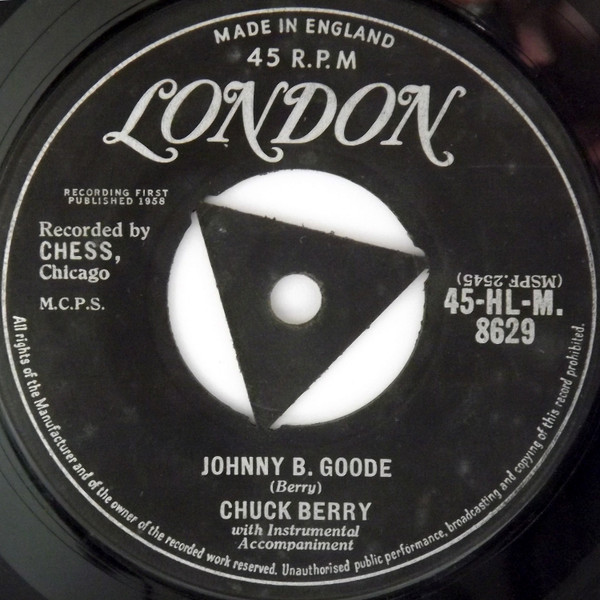 MADE IN ENGLAND
45 R.P.M
LONDON
RECORDING FIRST
PUBLISHED 1958
Recorded by
CHESS,
Chicago
M.C.P.S.
(MSPF.2545)
45-HL-M.
8629
JOHNNY B. GOODE
(Berry)
CHUCK BERRY
with Instrumental
Accompaniment
All rights of the Manufacturer and of the owner of the recorded work reserved. Unauthorised public performance, broadcasting and copying of this record prohibited.